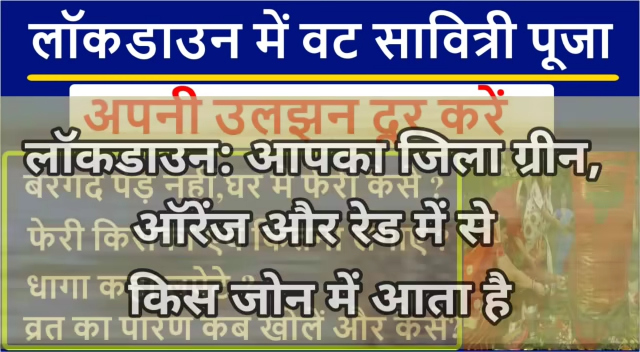 लॉकडाउन में वट सावित्री पूजा
अपनी उलझन दूर करें
लॉकडाउन: आपका जिला ग्रीन,
बरगद पेड़ नहीं,घर में फेरी कैसे ?
ऑरेंज और रेड में से
फेरी
किस जोन में आता है
धागा
व्रत का पारण कब खोलें और कैसे?